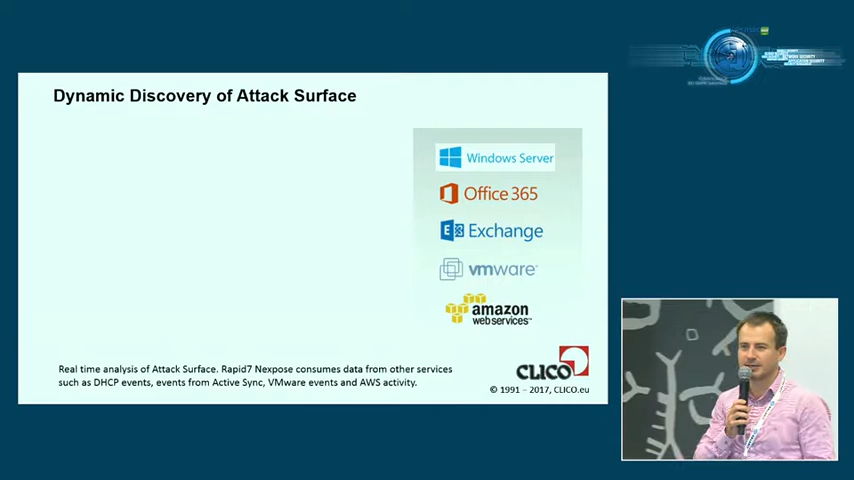 Dynamic Discovery of Attack Surface
Windows Server
Office 365
Exchange
vmware
amazon
webservices™
Real time analysis of Attack Surface. Rapid7 Nexpose consumes data from other services
such as DHCP events, events from Active Sync, VMware events and AWS activity.
CLICO
© 1991 – 2017, CLICO.eu